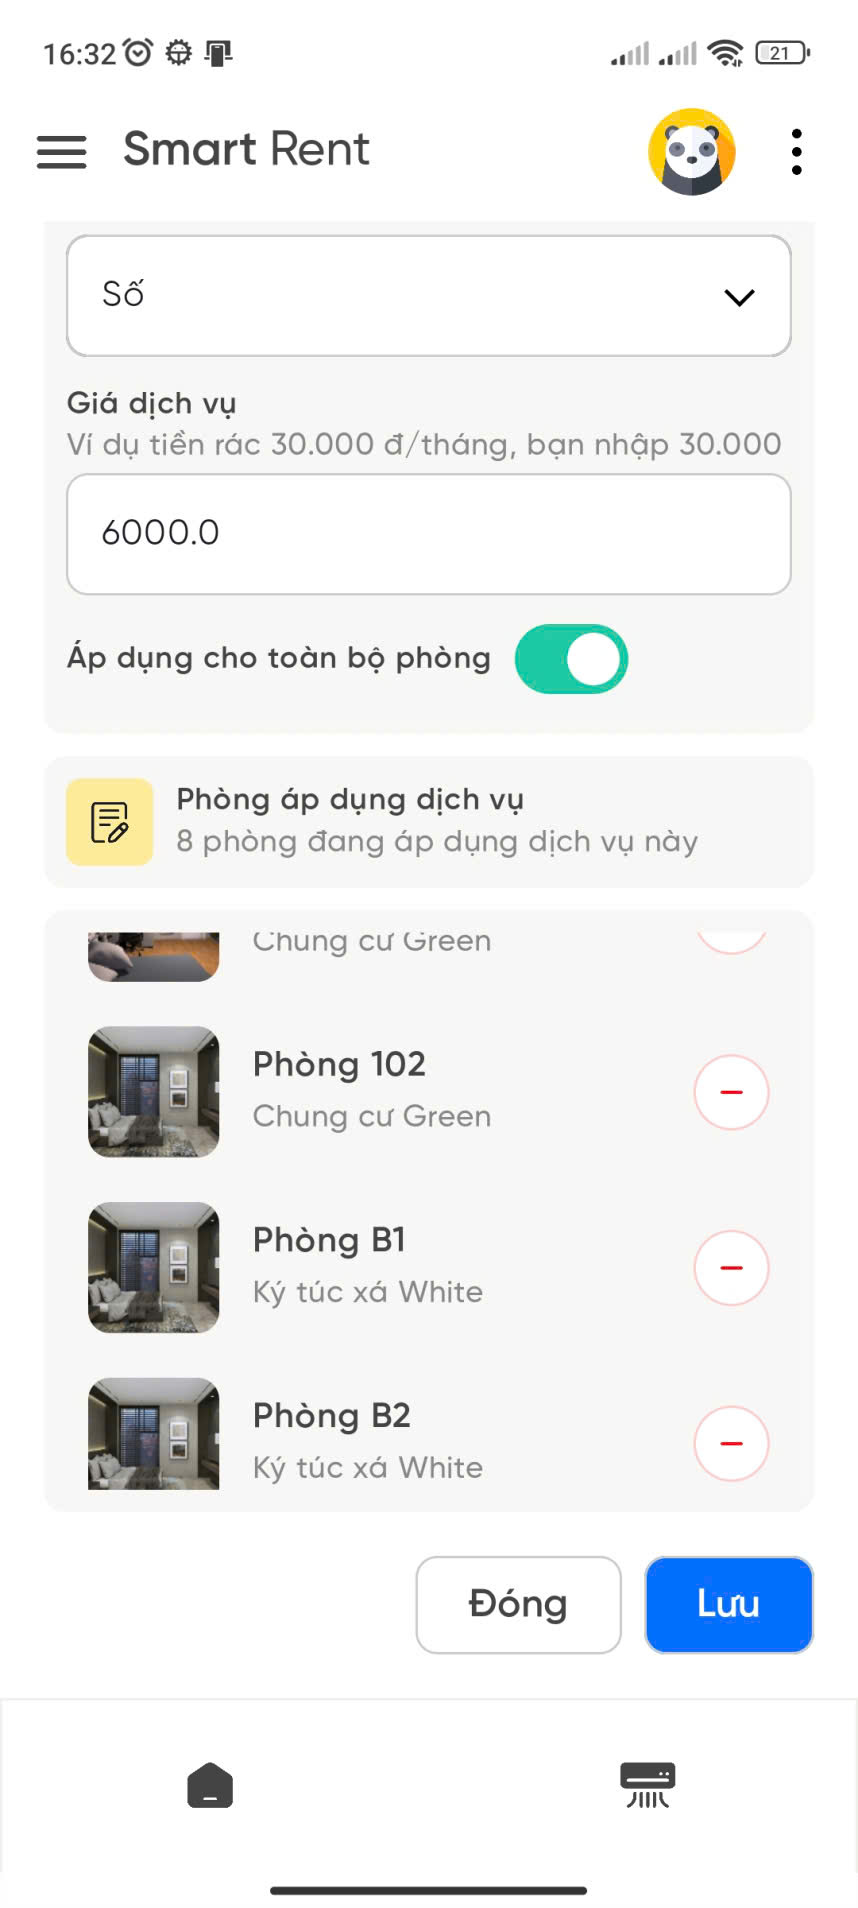 16:32
21
Smart Rent
Số
Giá dịch vụ
Ví dụ tiền rác 30.000 đ/tháng, bạn nhập 30.000
6000.0
Áp dụng cho toàn bộ phòng
Phòng áp dụng dịch vụ
8 phòng đang áp dụng dịch vụ này
Chung cư Green
Phòng 102
Chung cư Green
Phòng B1
Ký túc xá White
Phòng B2
Ký túc xá White
Đóng
Lưu